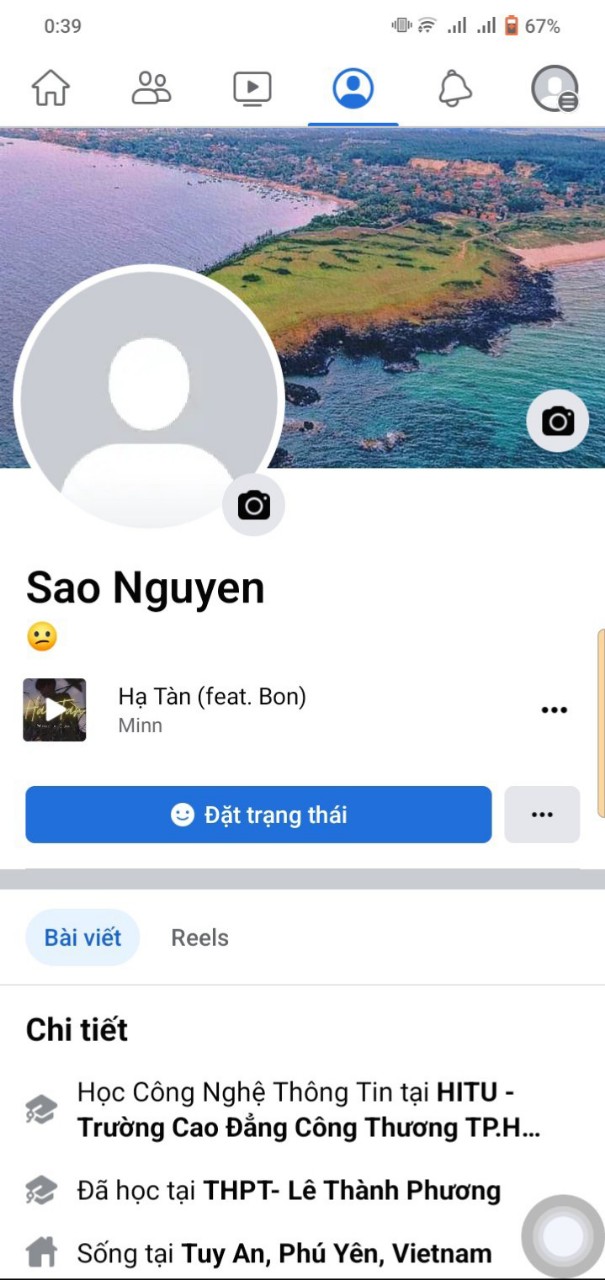 0:39
67%
Sao Nguyen
Hạ Tàn (feat. Bon)
Minn
Đặt trạng thái
Bài viết
Reels
Chi tiết
Học Công Nghệ Thông Tin tại HITU -
Trường Cao Đẳng Công Thương TP.H...
Đã học tại THPT- Lê Thành Phương
Sống tại Tuy An, Phú Yên, Vietnam